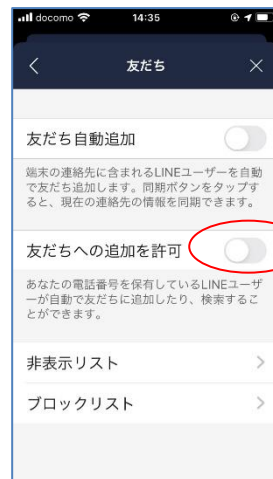 docomo 14:35
友だち
友だち自動追加
端末の連絡先に含まれるLINEユーザーを自動
で友だち追加します。同期ボタンをタップす
ると、現在の連絡先の情報を同期できます。
友だちへの追加を許可
あなたの電話番号を保有しているLINEユーザ
ーが自動で友だちに追加したり、検索するこ
とができます。
非表示リスト
ブロックリスト